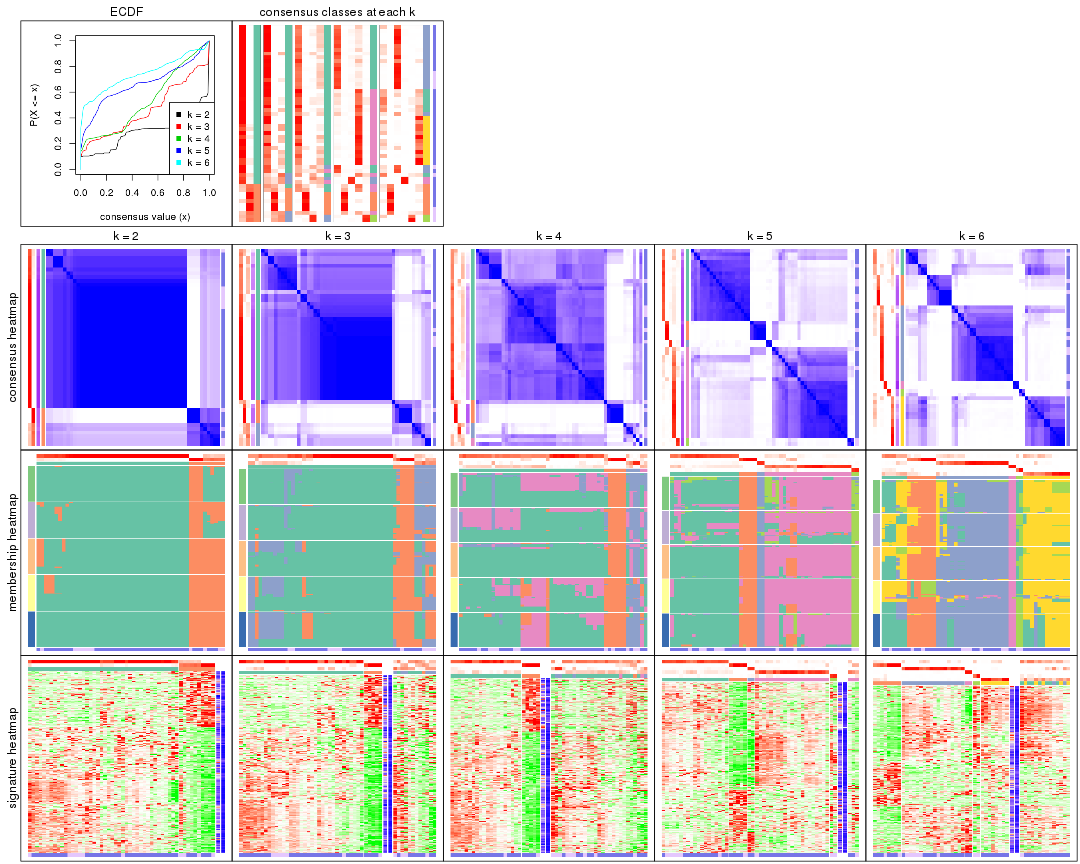 ECDF
consensus classes at each k
P(X <= x)
0.0 0.2 0.4 0.6 0.8 1.0
k = 2
k = 3
k = 4
k = 5
k = 6
0.0 0.2 0.4 0.6 0.8 1.0
consensus value (x)
k = 2
k = 3
k = 4
k = 5
k = 6
consensus heatmap
membership heatmap
signature heatmap